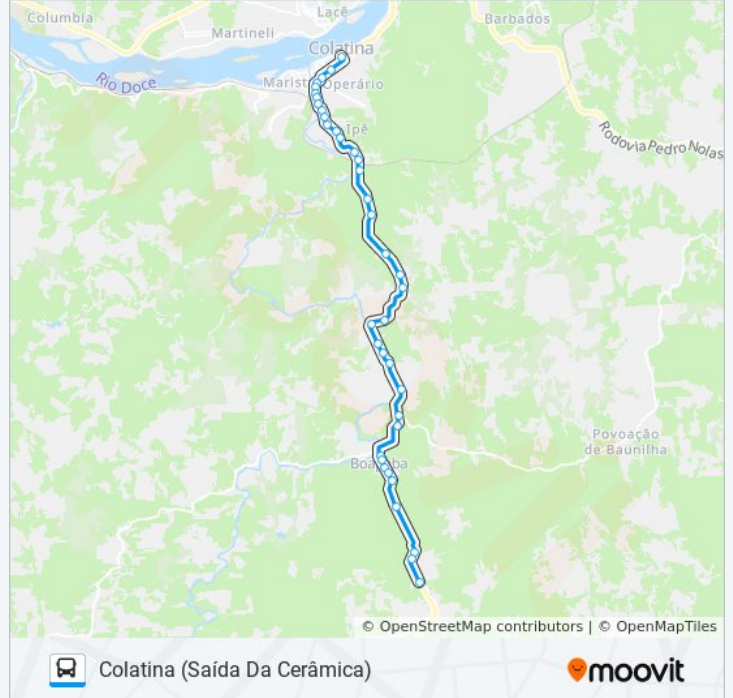 Columbia
Lacê
Barbados
Martineli
Colatina
Rio Doce
Operário
Ipê
Rodovia Pedro Nolas
Povoação
de Baunilha
© OpenStreetMap contributors | © OpenMapTiles
Colatina (Saída Da Cerâmica)
moovit